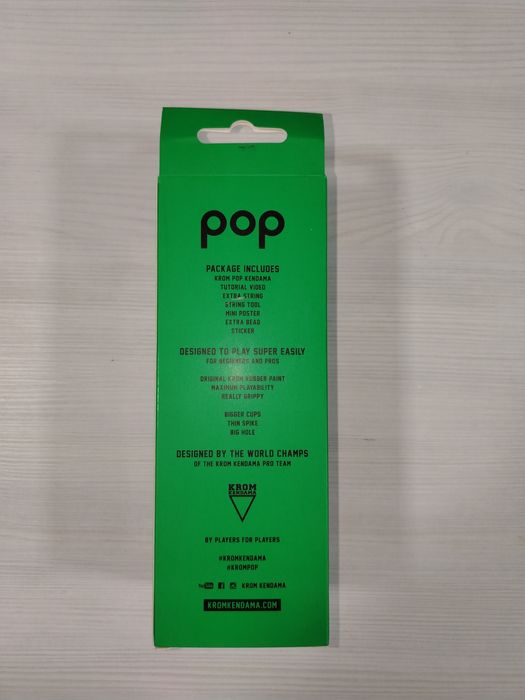 pop
PACKAGE INCLUDES
KROM POP KENDAMA
TUTORIAL VIDEO
EXTRA STRING
STRING TOOL
MINI POSTER
EXTRA BEAD
STICKER
DESIGNED TO PLAY SUPER EASILY
FOR BEGINNERS AND PROS
ORIGINAL KROM RUBBER PAINT
MAXIMUM PLAYABILITY
REALLY GRIPPY
BIGGER CUPS
THIN SPIKE
BIG HOLE
DESIGNED BY THE WORLD CHAMPS
OF THE KROM KENDAMA PRO TEAM
KROM
KENDAMA
BY PLAYERS FOR PLAYERS
#KROMKENDAMA
#KROMPOP
YouTube f KROM KENDAMA
KROMKENDAMA.COM